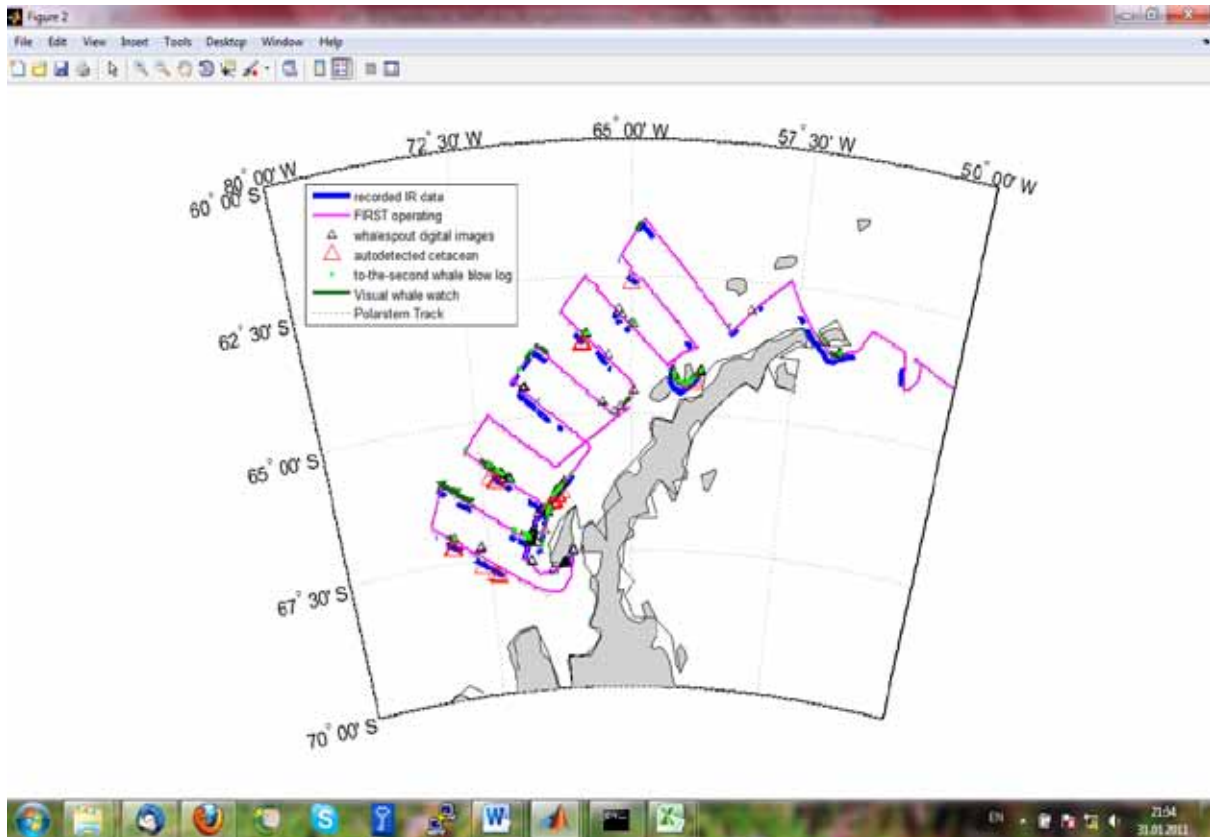 Figure 2
File Edit View Insert Tools Desktop Window Help
80° 00' W
72° 30' W
65° 00' W
57° 30' W
50° 00' W
60° 00' S
62° 30' S
65° 00' S
67° 30' S
70° 00' S
recorded IR data
FIRST operating
whalespout digital images
autodetected cetacean
to-the-second whale blow log
Visual whale watch
Polarstern Track
EN
21:54
31.01.2011